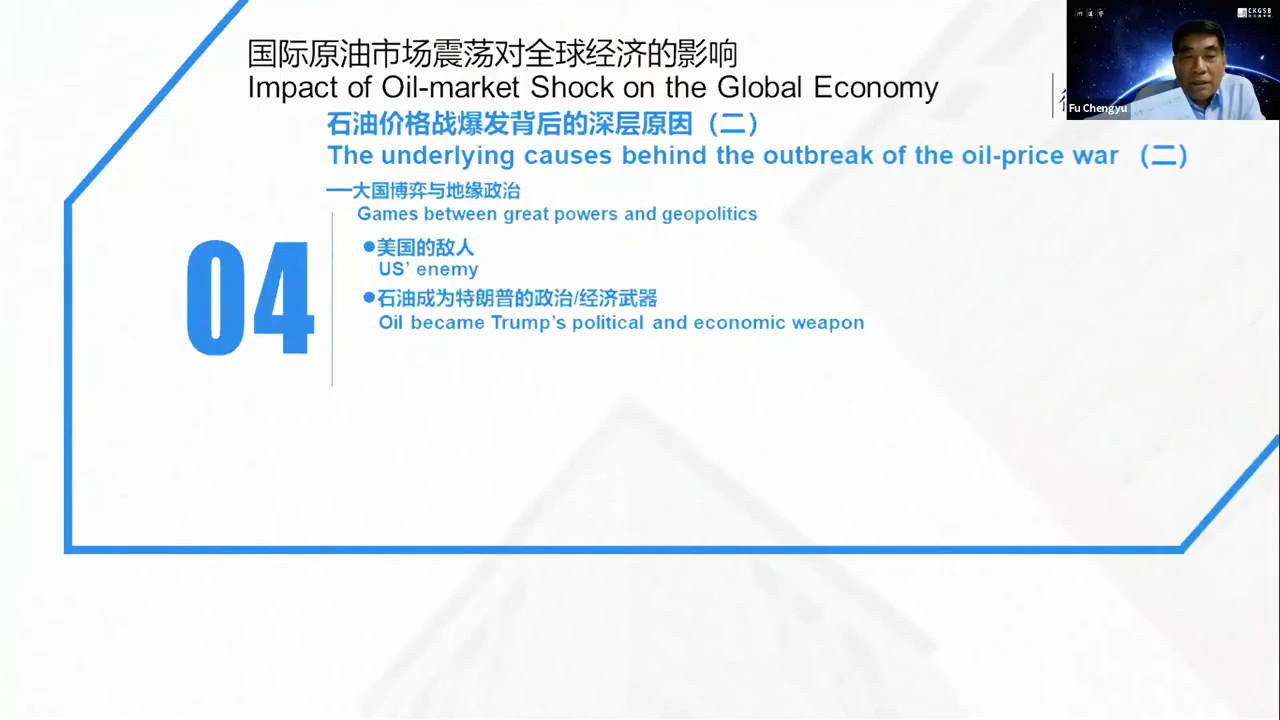 国际原油市场震荡对全球经济的影响
Impact of Oil-market Shock on the Global Economy
石油价格战爆发背后的深层原因（二）
The underlying causes behind the outbreak of the oil-price war （二）
──大国博弈与地缘政治
Games between great powers and geopolitics
04
●美国的敌人
US’ enemy
●石油成为特朗普的政治/经济武器
Oil became Trump’s political and economic weapon
CKGSB
Fu Chengyu